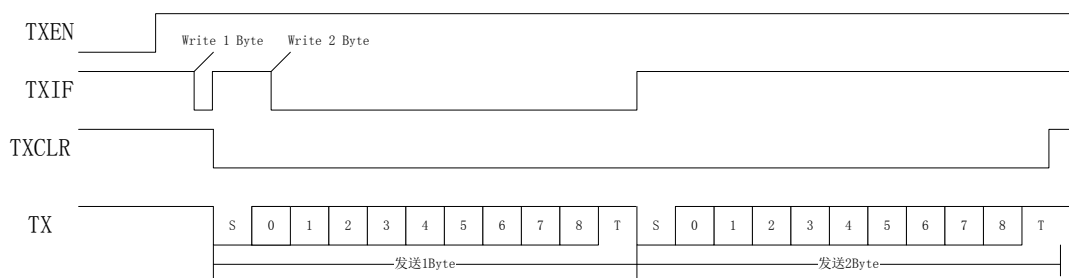 TXEN
Write 1 Byte Write 2 Byte
TXIF
TXCLR
TX S 0 1 2 3 4 5 6 7 8 T S 0 1 2 3 4 5 6 7 8 T
发送1Byte 发送2Byte